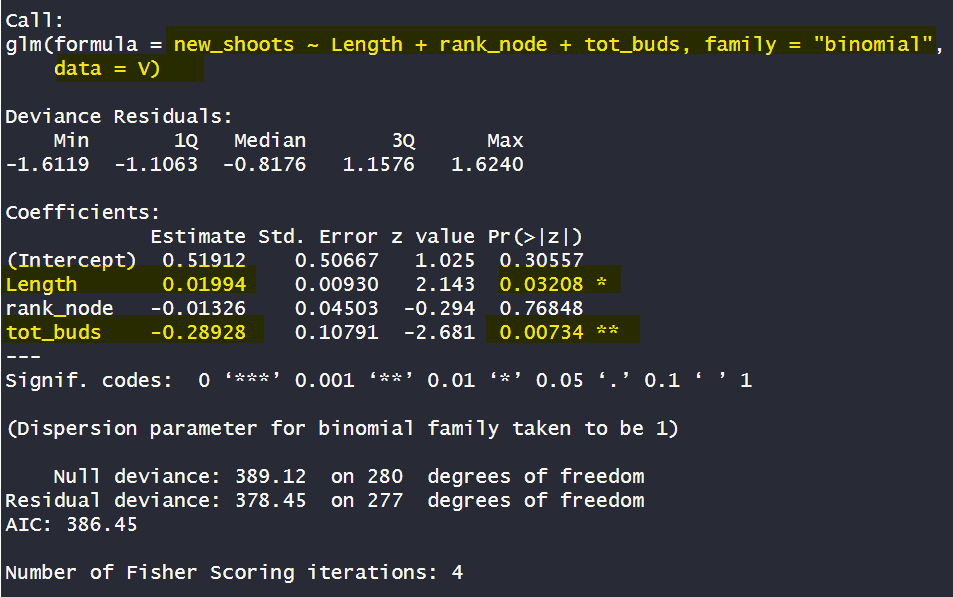 Call:
glm(formula = new_shoots ~ Length + rank_node + tot_buds, family = "binomial",
    data = V)

Deviance Residuals:
    Min       1Q   Median       3Q      Max
-1.6119  -1.1063  -0.8176   1.1576   1.6240

Coefficients:
            Estimate Std. Error z value Pr(>|z|)
(Intercept)  0.51912    0.50667   1.025  0.30557
Length       0.01994    0.00930   2.143  0.03208 *
rank_node   -0.01326    0.04503  -0.294  0.76848
tot_buds    -0.28928    0.10791  -2.681  0.00734 **
---
Signif. codes:  0 ‘***’ 0.001 ‘**’ 0.01 ‘*’ 0.05 ‘.’ 0.1 ‘ ’ 1

(Dispersion parameter for binomial family taken to be 1)

    Null deviance: 389.12  on 280  degrees of freedom
Residual deviance: 378.45  on 277  degrees of freedom
AIC: 386.45

Number of Fisher Scoring iterations: 4